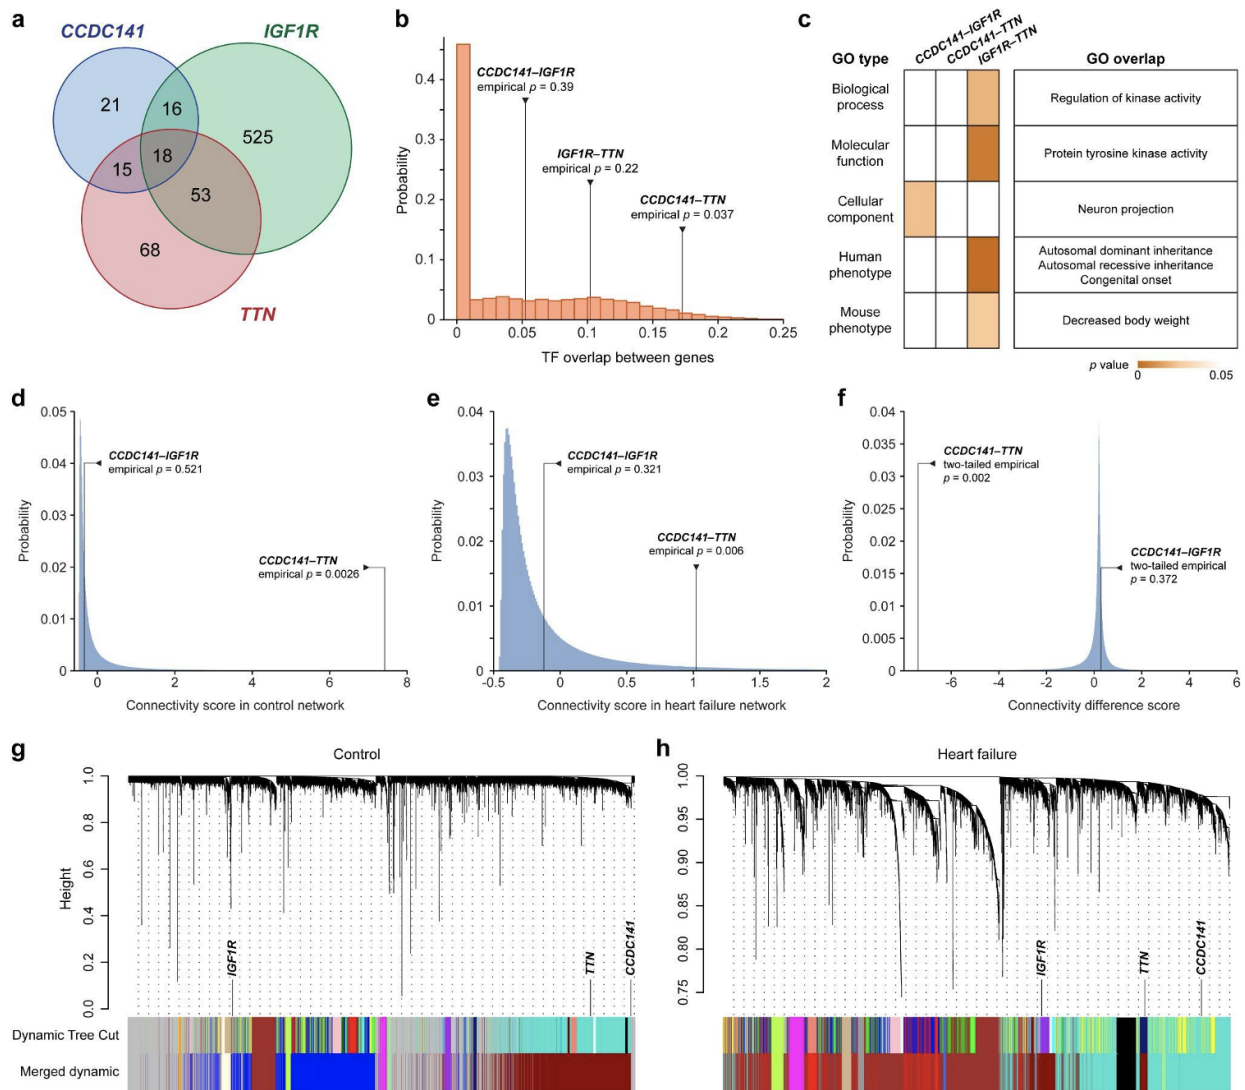 a
CCDC141
IGF1R
21
16
525
15
18
53
68
TTN
b
0.4
0.3
0.2
0.1
0
Probability
CCDC141–IGF1R
empirical p = 0.39
IGF1R–TTN
empirical p = 0.22
CCDC141–TTN
empirical p = 0.037
0 0.05 0.1 0.15 0.2 0.25
TF overlap between genes
c
CCDC141–IGF1R
CCDC141–TTN
IGF1R–TTN
GO type
GO overlap
Biological
process
Regulation of kinase activity
Molecular
function
Protein tyrosine kinase activity
Cellular
component
Neuron projection
Human
phenotype
Autosomal dominant inheritance
Autosomal recessive inheritance
Congenital onset
Mouse
phenotype
Decreased body weight
p value
0 0.05
d
0.05
0.04
0.03
0.02
0.01
0
Probability
CCDC141–IGF1R
empirical p = 0.521
CCDC141–TTN
empirical p = 0.0026
0 2 4 6 8
Connectivity score in control network
e
0.04
0.03
0.02
0.01
0
Probability
CCDC141–IGF1R
empirical p = 0.321
CCDC141–TTN
empirical p = 0.006
-0.5 0 0.5 1 1.5 2
Connectivity score in heart failure network
f
0.04
0.035
0.03
0.025
0.02
0.015
0.01
0.005
0
Probability
CCDC141–TTN
two-tailed empirical
p = 0.002
CCDC141–IGF1R
two-tailed empirical
p = 0.372
-6 -4 -2 0 2 4 6
Connectivity difference score
g
Control
1.0
0.8
0.6
0.4
0.2
0.0
Height
IGF1R
TTN
CCDC141
Dynamic Tree Cut
Merged dynamic
h
Heart failure
1.00
0.95
0.90
0.85
0.80
0.75
IGF1R
TTN
CCDC141